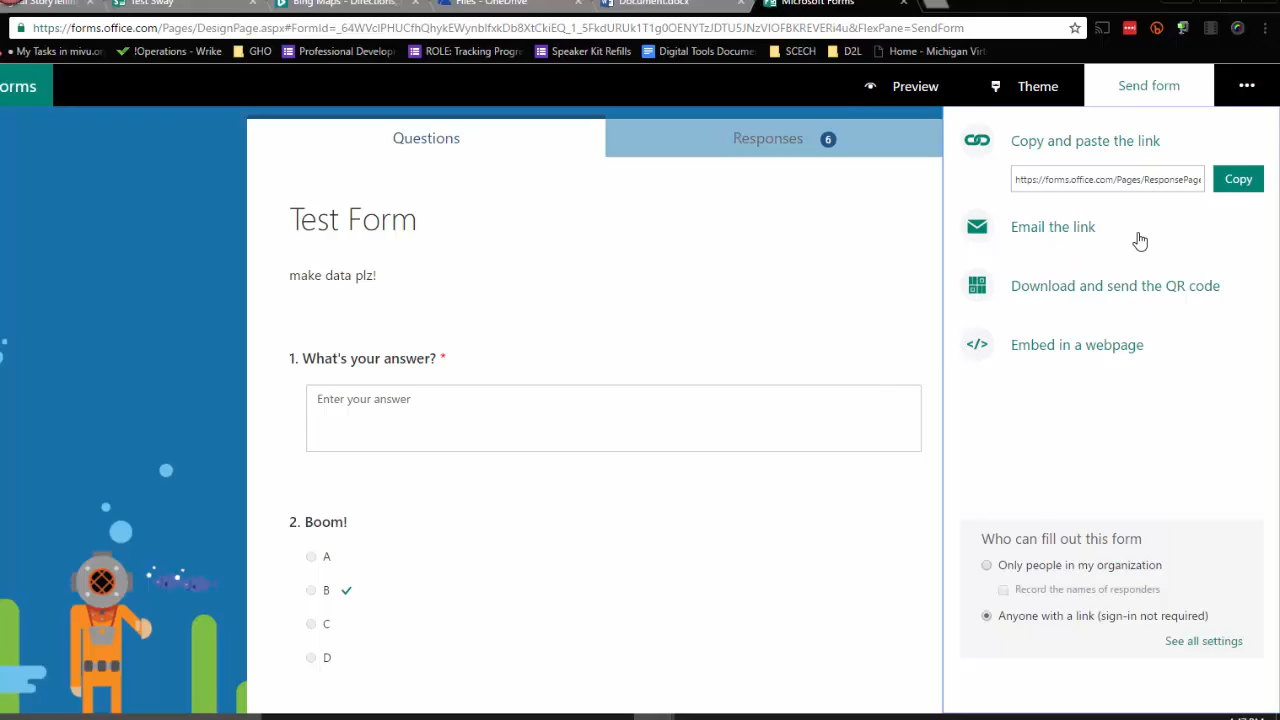 Test Sway
Bing Maps - Directions,
Files - OneDrive
Document.docx
Microsoft Forms
https://forms.office.com/Pages/DesignPage.aspx#FormId=
&FlexPane=SendForm
My Tasks in mivu.or
!Operations - Wrike
GHO
Professional Develop
ROLE: Tracking Progr
Speaker Kit Refills
Digital Tools Docume
SCECH
D2L
Home - Michigan Virt
orms
Preview
Theme
Send form
•••
Questions
Responses 6
Copy and paste the link
https://forms.office.com/Pages/ResponsePage
Copy
Test Form
Email the link
make data plz!
Download and send the QR code
Embed in a webpage
1. What's your answer? *
Enter your answer
2. Boom!
A
B
C
D
Who can fill out this form
Only people in my organization
Record the names of responders
Anyone with a link (sign-in not required)
See all settings